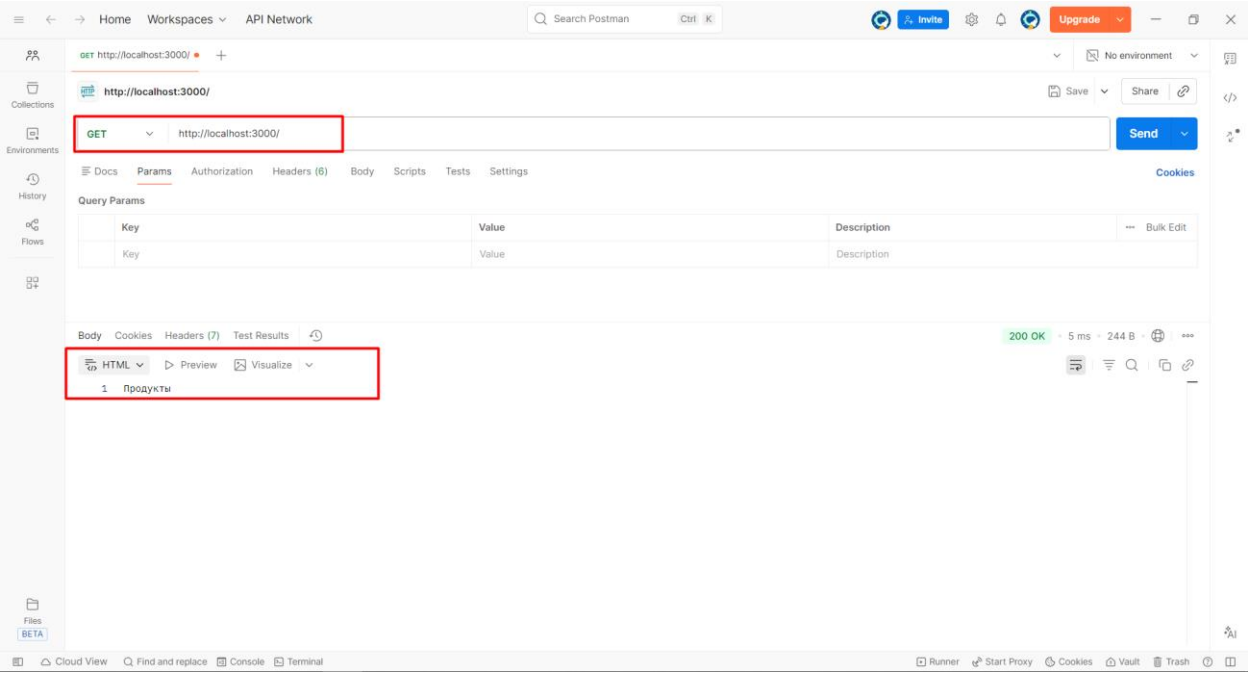 Home Workspaces API Network Search Postman Ctrl K Invite Upgrade
GET http://localhost:3000/ No environment
Collections
HTTP http://localhost:3000/ Save Share
Environments
GET http://localhost:3000/ Send
History
Docs Params Authorization Headers (6) Body Scripts Tests Settings Cookies
Flows
Query Params
Key Value Description Bulk Edit
Key Value Description
Body Cookies Headers (7) Test Results 200 OK 5 ms 244 B
HTML Preview Visualize
1 Продукты
Files
BETA
AI
Cloud View Find and replace Console Terminal Runner Start Proxy Cookies Vault Trash